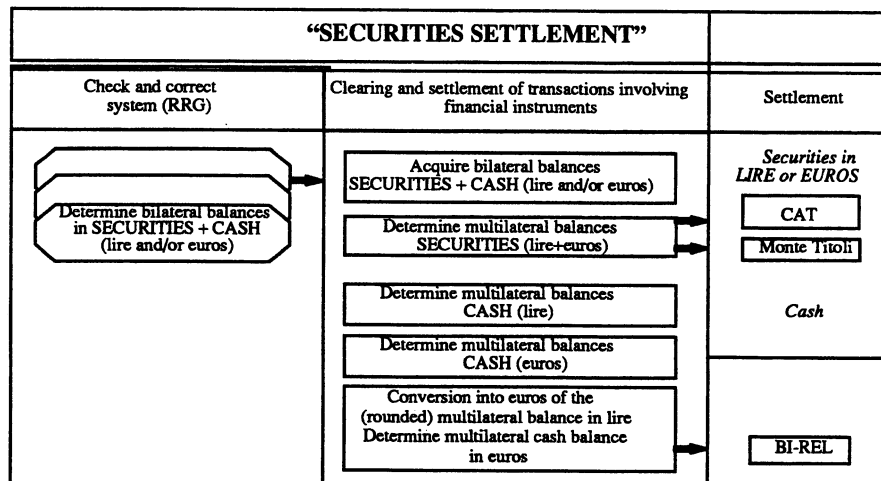 “SECURITIES SETTLEMENT”
Check and correct
system (RRG)
Clearing and settlement of transactions involving
financial instruments
Settlement
Determine bilateral balances
in SECURITIES + CASH
(lire and/or euros)
Acquire bilateral balances
SECURITIES + CASH (lire and/or euros)
Determine multilateral balances
SECURITIES (lire+euros)
Determine multilateral balances
CASH (lire)
Determine multilateral balances
CASH (euros)
Conversion into euros of the
(rounded) multilateral balance in lire
Determine multilateral cash balance
in euros
Securities in
LIRE or EUROS
CAT
Monte Titoli
Cash
BI-REL